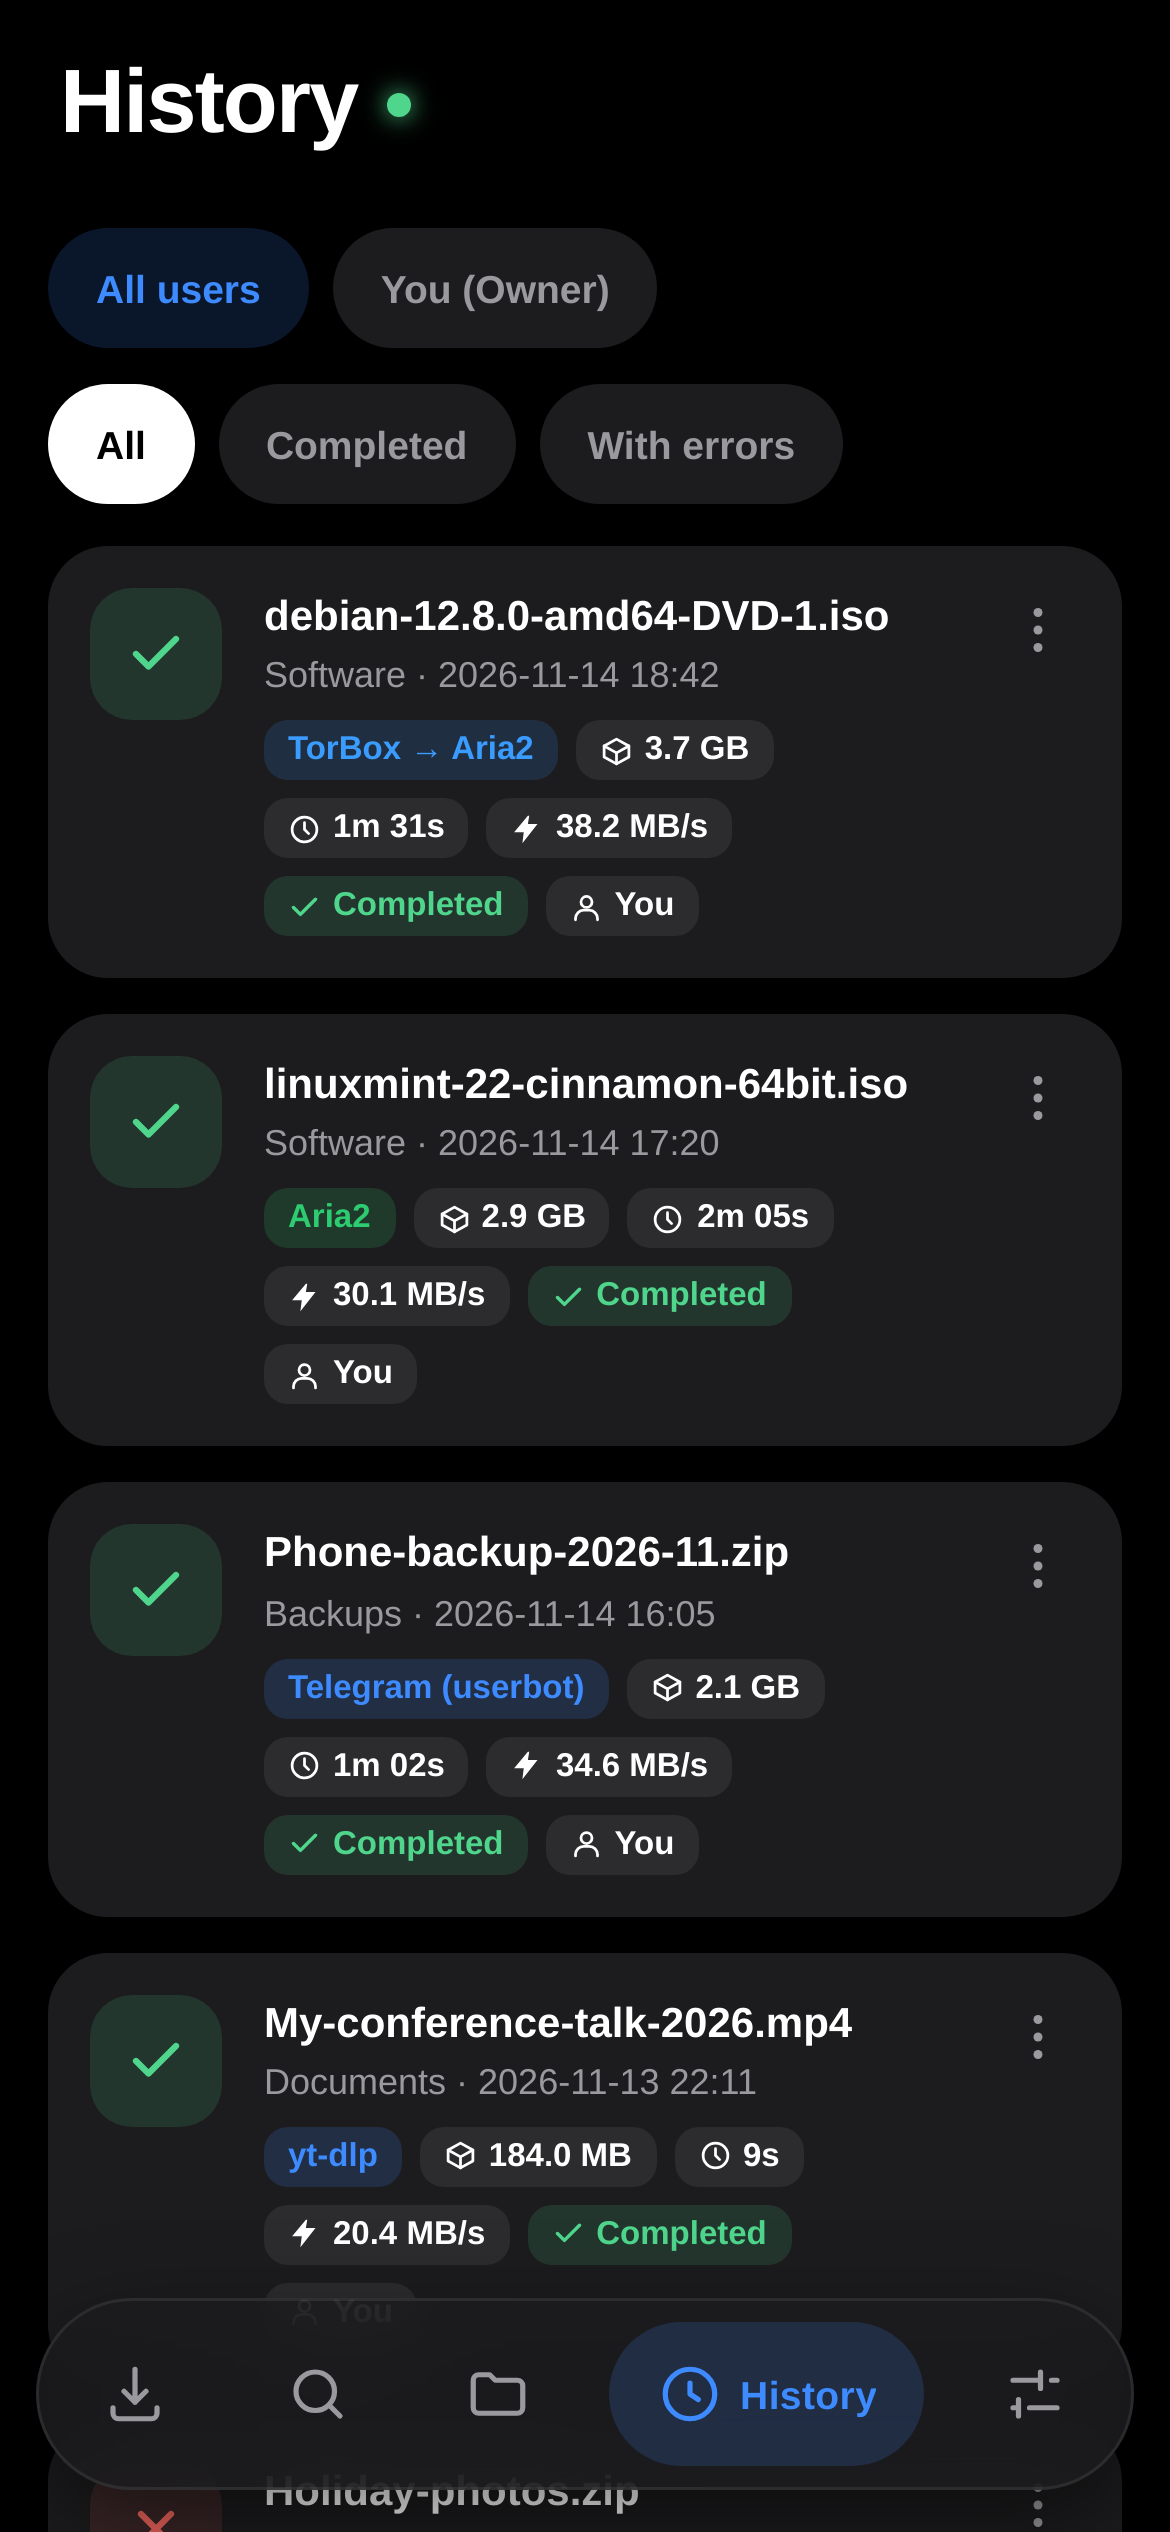 History
All users You (Owner)
All Completed With errors
debian-12.8.0-amd64-DVD-1.iso
Software · 2026-11-14 18:42
TorBox → Aria2 3.7 GB
1m 31s 38.2 MB/s
Completed You
linuxmint-22-cinnamon-64bit.iso
Software · 2026-11-14 17:20
Aria2 2.9 GB 2m 05s
30.1 MB/s Completed
You
Phone-backup-2026-11.zip
Backups · 2026-11-14 16:05
Telegram (userbot) 2.1 GB
1m 02s 34.6 MB/s
Completed You
My-conference-talk-2026.mp4
Documents · 2026-11-13 22:11
yt-dlp 184.0 MB 9s
20.4 MB/s Completed
You
History
Holiday-photos.zip